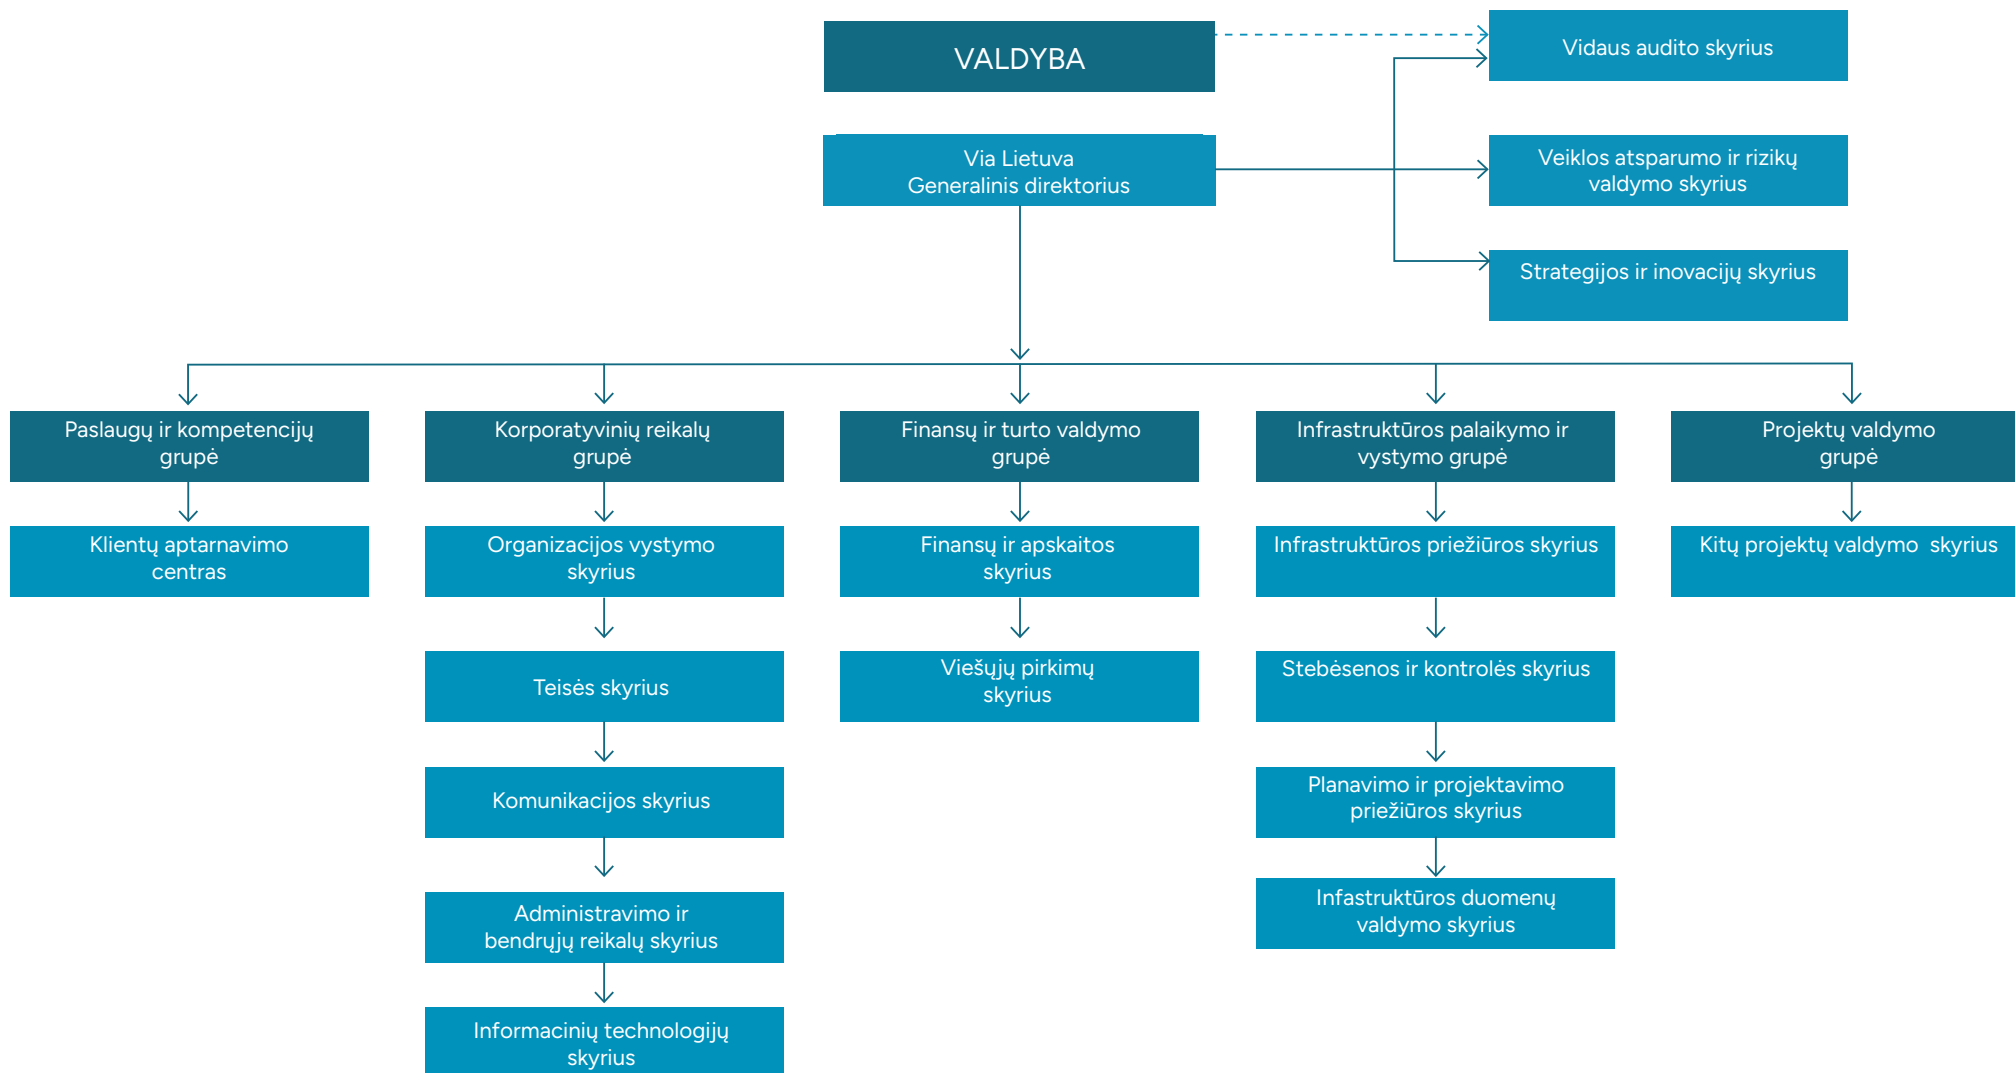 VALDYBA
Vidaus audito skyrius
Via Lietuva
Generalinis direktorius
Veiklos atsparumo ir rizikų
valdymo skyrius
Strategijos ir inovacijų skyrius
Paslaugų ir kompetencijų
grupė
Klientų aptarnavimo
centras
Korporatyvinių reikalų
grupė
Organizacijos vystymo
skyrius
Teisės skyrius
Komunikacijos skyrius
Administravimo ir
bendrųjų reikalų skyrius
Informacinių technologijų
skyrius
Finansų ir turto valdymo
grupė
Finansų ir apskaitos
skyrius
Viešųjų pirkimų
skyrius
Infrastruktūros palaikymo ir
vystymo grupė
Infrastruktūros priežiūros skyrius
Stebėsenos ir kontrolės skyrius
Planavimo ir projektavimo
priežiūros skyrius
Infastruktūros duomenų
valdymo skyrius
Projektų valdymo
grupė
Kitų projektų valdymo  skyrius